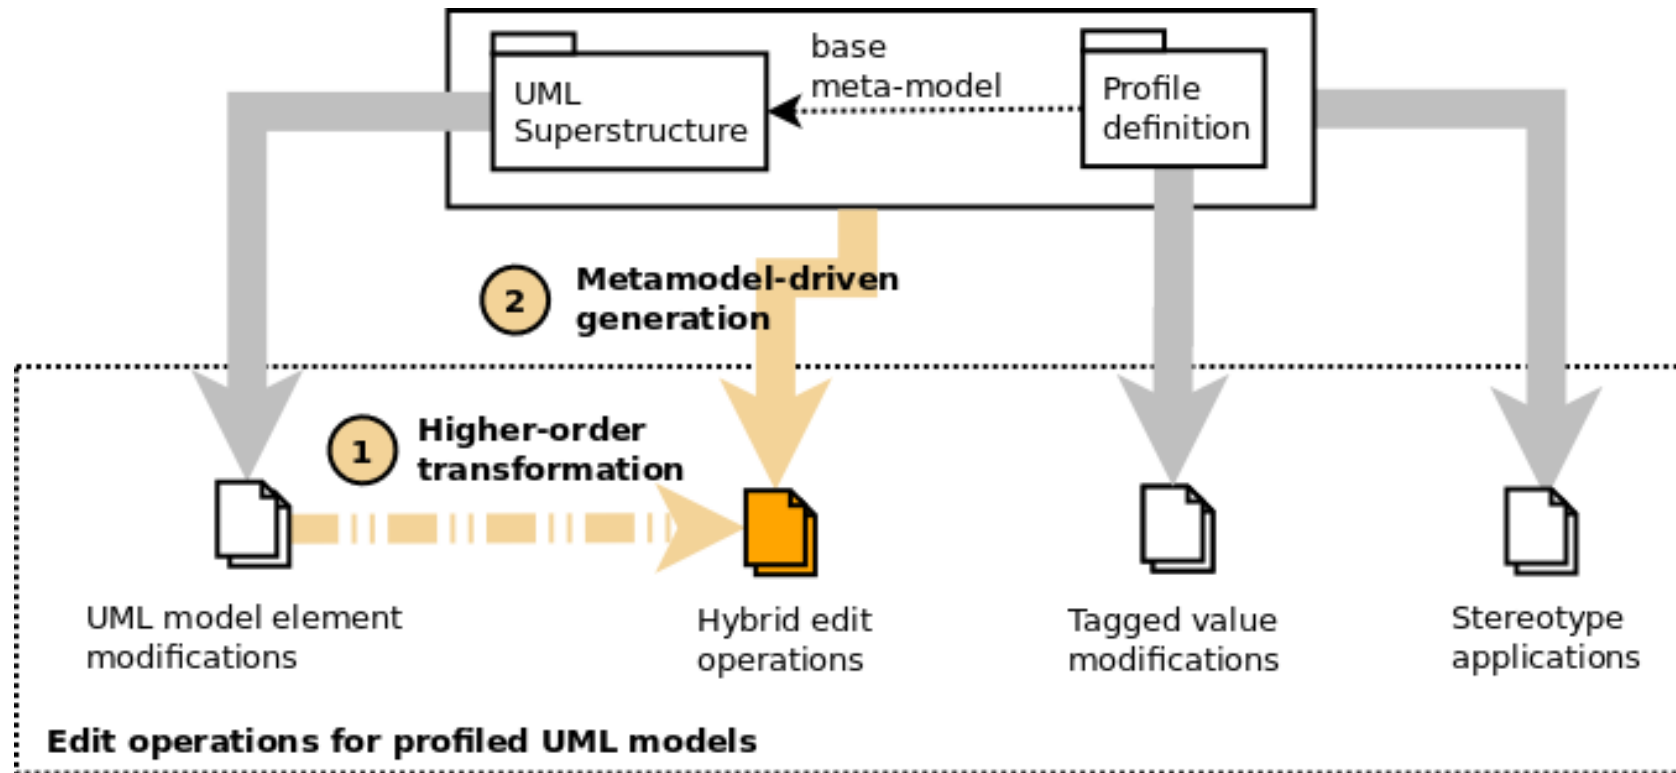 base
meta-model
UML
Superstructure
Profile
definition
2
Metamodel-driven
generation
1
Higher-order
transformation
UML model element
modifications
Hybrid edit
operations
Tagged value
modifications
Stereotype
applications
Edit operations for profiled UML models